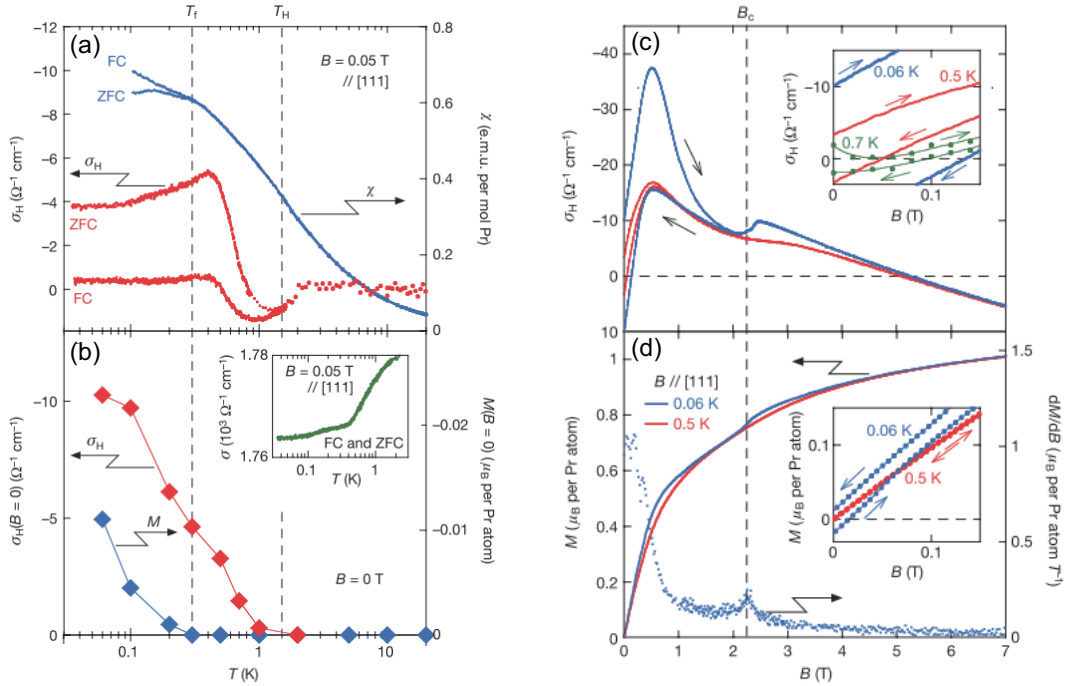 T_f
T_H
(a)
B = 0.05 T
// [111]
FC
ZFC
σ_H
χ
ZFC
FC
σ_H (Ω⁻¹ cm⁻¹)
-12
-10
-8
-6
-4
-2
0
χ (e.m.u. per mol Pr)
0.8
0.6
0.4
0.2
0
(b)
σ_H(B = 0) (Ω⁻¹ cm⁻¹)
-10
-5
0
M(B = 0) (μ_B per Pr atom)
-0.02
-0.01
0
σ_H
M
B = 0 T
σ (10³ Ω⁻¹ cm⁻¹)
1.78
1.76
B = 0.05 T
// [111]
FC and ZFC
0.1
1
T (K)
0.1
1
10
T (K)
B_c
(c)
σ_H (Ω⁻¹ cm⁻¹)
-40
-30
-20
-10
0
10
σ_H (Ω⁻¹ cm⁻¹)
-10
0
0.06 K
0.5 K
0.7 K
0
0.1
B (T)
0 1 2 3 4 5 6 7
(d)
B // [111]
0.06 K
0.5 K
M (μ_B per Pr atom)
1
0.8
0.6
0.4
0.2
0
dM/dB (μ_B per Pr atom T⁻¹)
1.5
1
0.5
0
M (μ_B per Pr atom)
0.1
0
0.06 K
0.5 K
0
0.1
B (T)
0 1 2 3 4 5 6 7
B (T)